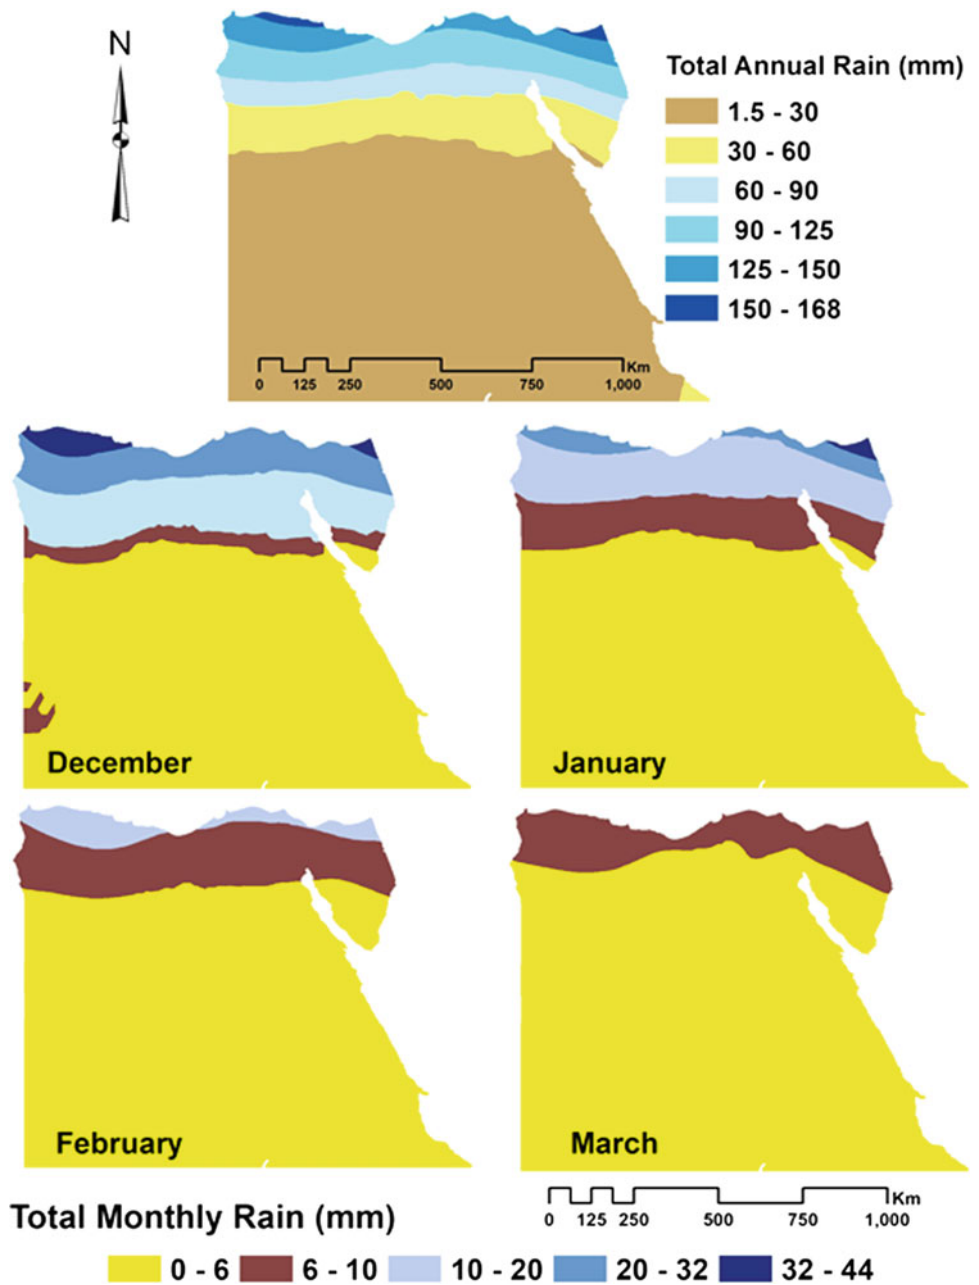 N
Total Annual Rain (mm)
1.5 - 30
30 - 60
60 - 90
90 - 125
125 - 150
150 - 168
Km
0 125 250 500 750 1,000
December
January
February
March
Total Monthly Rain (mm)
Km
0 125 250 500 750 1,000
0 - 6 6 - 10 10 - 20 20 - 32 32 - 44